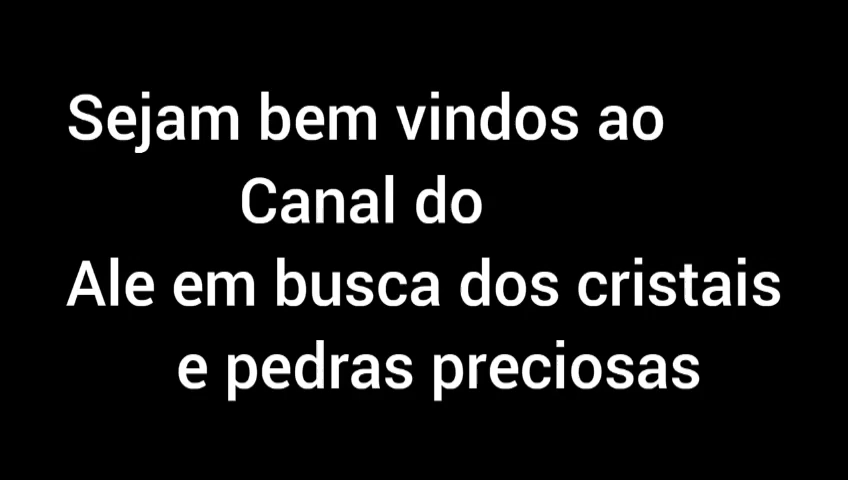 Sejam bem vindos ao
Canal do
Ale em busca dos cristais
e pedras preciosas